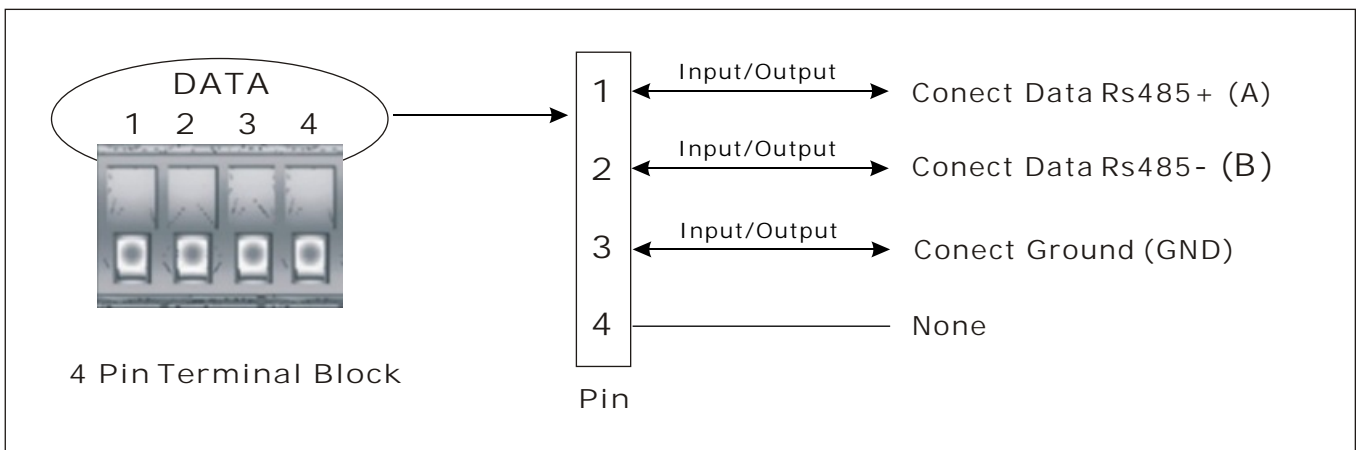 DATA
1 2 3 4
4 Pin Terminal Block
1 Input/Output Conect Data Rs485+ (A)
2 Input/Output Conect Data Rs485- (B)
3 Input/Output Conect Ground (GND)
4 None
Pin